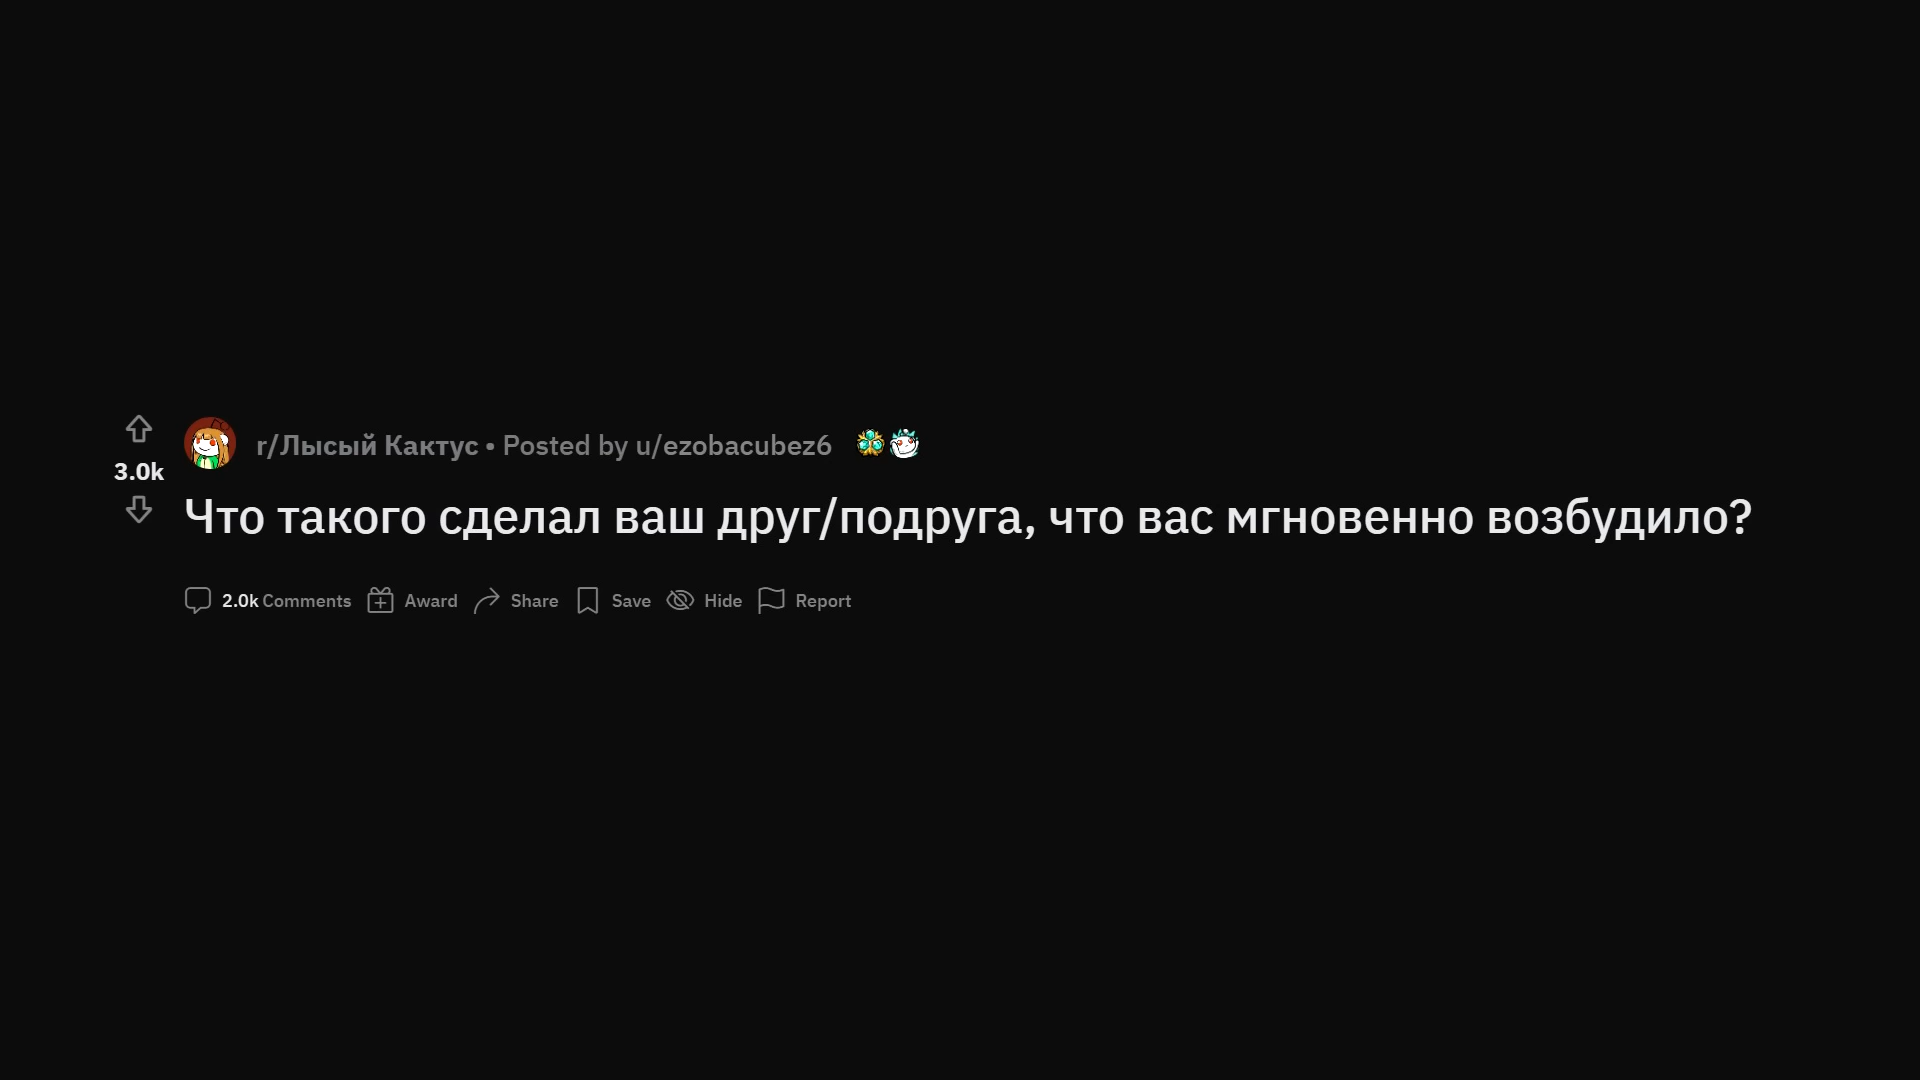 r/Лысый Кактус • Posted by u/ezobacubez6
3.0k
Что такого сделал ваш друг/подруга, что вас мгновенно возбудило?
2.0k Comments Award Share Save Hide Report